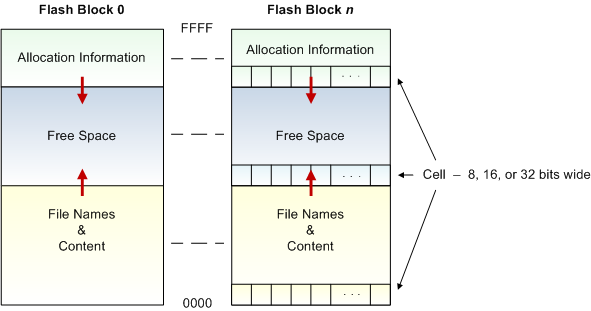 Flash Block 0
Flash Block n
FFFF
Allocation Information
Allocation Information
. . .
Free Space
Free Space
. . .
Cell – 8, 16, or 32 bits wide
File Names
&
Content
File Names
&
Content
. . .
0000